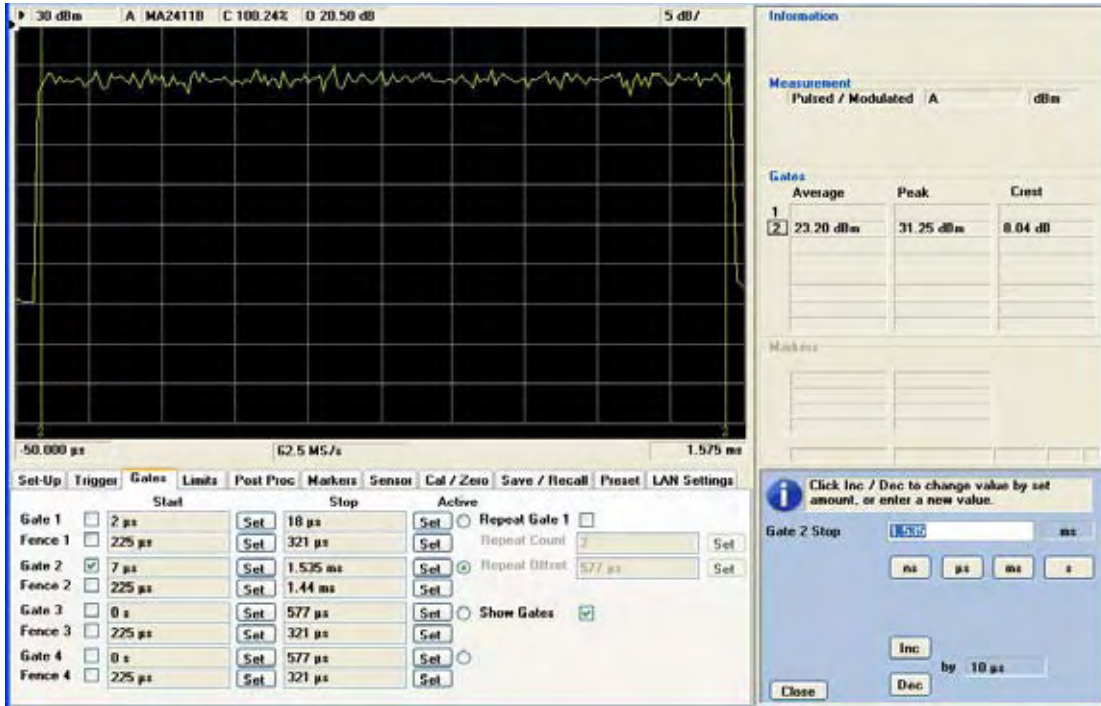 30 dBm A MA2411B C 100.24% O 20.50 dB 5 dB/
-50.000 µs 62.5 MS/s 1.575 ms
Information
Measurement
Pulsed / Modulated A dBm
Gates
Average Peak Crest
1
2 23.20 dBm 31.25 dBm 8.04 dB
Markers
Set-Up Trigger Gates Limits Post Proc Markers Sensor Cal / Zero Save / Recall Preset LAN Settings
Start Stop Active
Gate 1 2 µs Set 18 µs Set Repeat Gate 1
Fence 1 225 µs Set 321 µs Set Repeat Count 2 Set
Gate 2 7 µs Set 1.535 ms Set Repeat Offset 577 µs Set
Fence 2 225 µs Set 1.44 ms Set
Gate 3 0 s Set 577 µs Set Show Gates
Fence 3 225 µs Set 321 µs Set
Gate 4 0 s Set 577 µs Set
Fence 4 225 µs Set 321 µs Set
Click Inc / Dec to change value by set
amount, or enter a new value.
Gate 2 Stop 1.535 ms
ns µs ms s
Inc
by 10 µs
Dec
Close